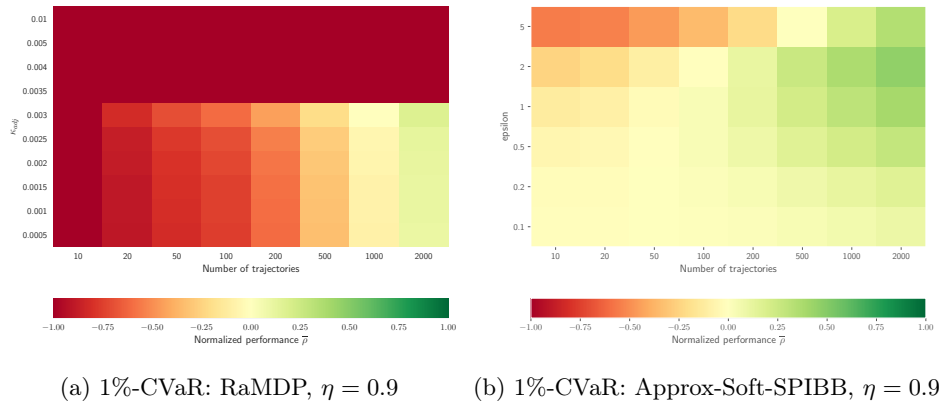 0.01
0.005
0.004
0.0035
0.003
0.0025
0.002
0.0015
0.001
0.0005
κ_adj
10 20 50 100 200 500 1000 2000
Number of trajectories
−1.00 −0.75 −0.50 −0.25 0.00 0.25 0.50 0.75 1.00
Normalized performance ρ̅
(a) 1%-CVaR: RaMDP, η = 0.9
5
2
1
0.5
0.2
0.1
epsilon
10 20 50 100 200 500 1000 2000
Number of trajectories
−1.00 −0.75 −0.50 −0.25 0.00 0.25 0.50 0.75 1.00
Normalized performance ρ̅
(b) 1%-CVaR: Approx-Soft-SPIBB, η = 0.9